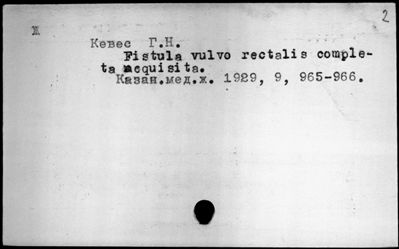 2
Ж
Кевес Г.Н.
Fistula vulvo rectalis comple-
ta acquisita.
Казан.мед.ж. 1929, 9, 965-966.